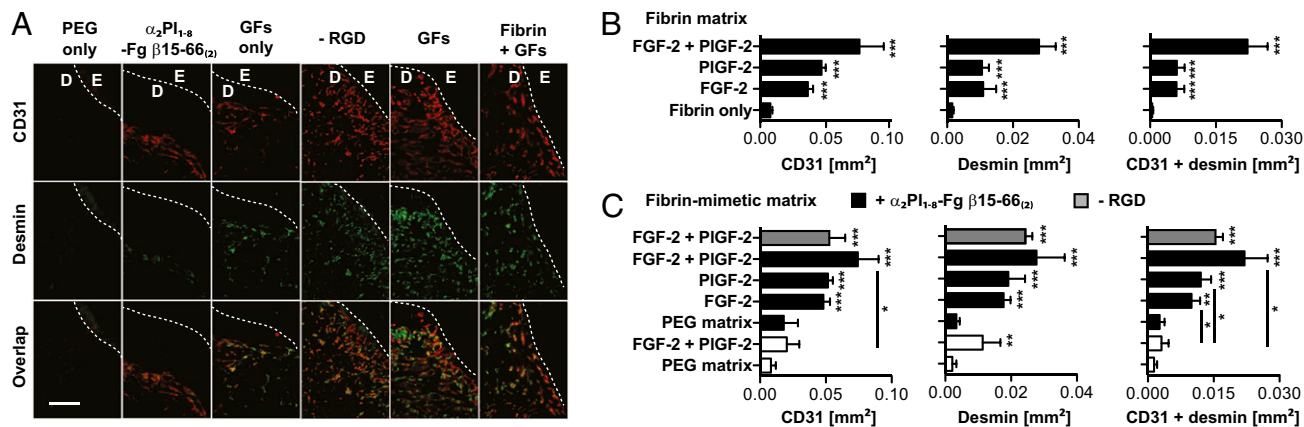 A
PEG only
α₂PI₁₋₈ -Fg β15-66₍₂₎
GFs only
- RGD
GFs
Fibrin + GFs
CD31
D E
E D
E D
D E
D E
D E
Desmin
Overlap
B
Fibrin matrix
FGF-2 + PlGF-2
PlGF-2
FGF-2
Fibrin only
*** *** ***
*** *** ***
*** *** ***
0.00 0.05 0.10
CD31 [mm²]
0.00 0.02 0.04
Desmin [mm²]
0.000 0.015 0.030
CD31 + desmin [mm²]
C
Fibrin-mimetic matrix
+ α₂PI₁₋₈-Fg β15-66₍₂₎
- RGD
FGF-2 + PlGF-2
FGF-2 + PlGF-2
PlGF-2
FGF-2
PEG matrix
FGF-2 + PlGF-2
PEG matrix
*** *** ***
*** *** ***
*** *** ***
*** *** **
**
* * * *
0.00 0.05 0.10
CD31 [mm²]
0.00 0.02 0.04
Desmin [mm²]
0.000 0.015 0.030
CD31 + desmin [mm²]